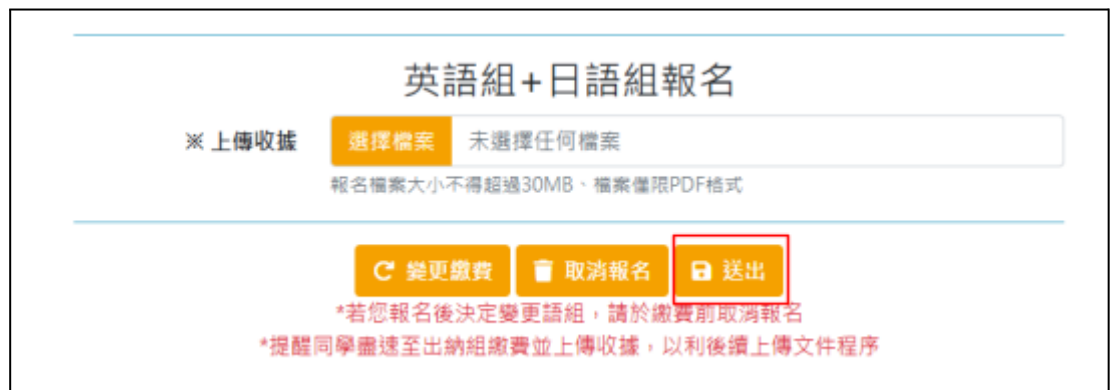 英語組+日語組報名
※ 上傳收據 選擇檔案 未選擇任何檔案
報名檔案大小不得超過30MB、檔案僅限PDF格式
變更繳費 取消報名 送出
*若您報名後決定變更語組，請於繳費前取消報名
*提醒同學盡速至出納組繳費並上傳收據，以利後續上傳文件程序